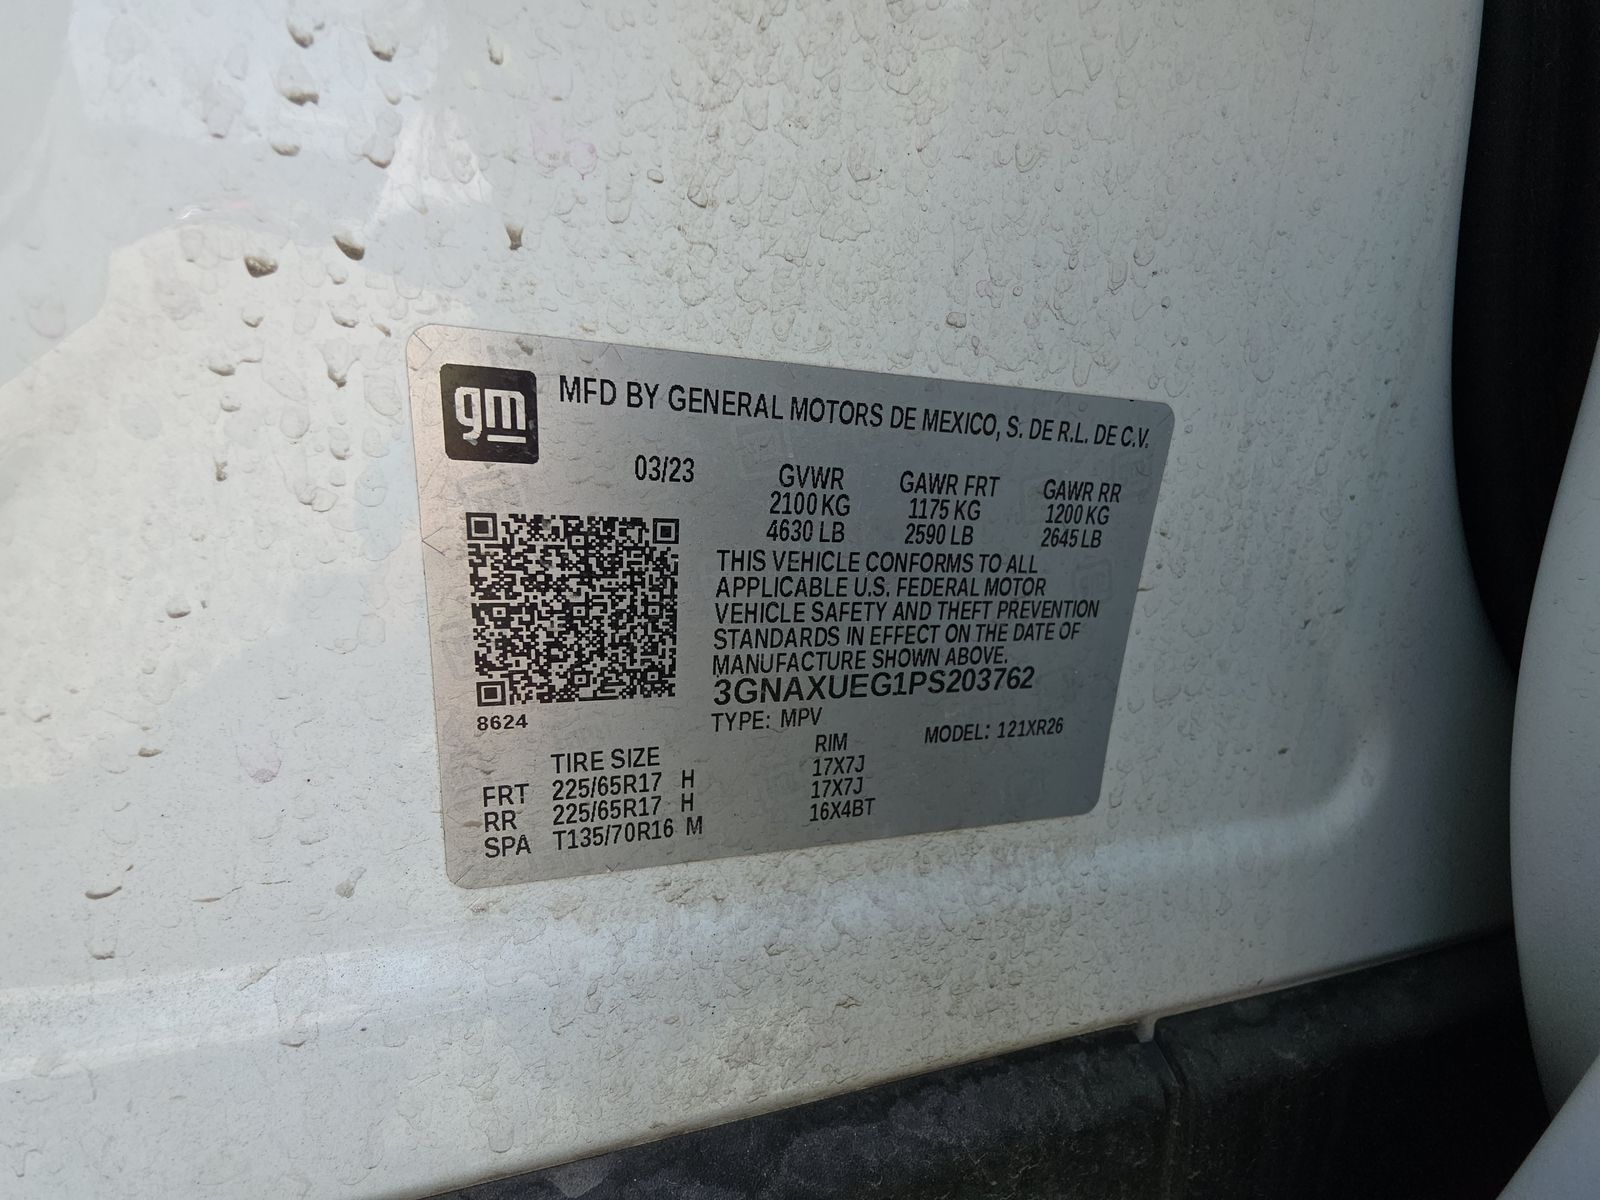 gm
MFD BY GENERAL MOTORS DE MEXICO, S. DE R.L. DE C.V.
03/23
GVWR GAWR FRT GAWR RR
2100 KG 1175 KG 1200 KG
4630 LB 2590 LB 2645 LB
THIS VEHICLE CONFORMS TO ALL
APPLICABLE U.S. FEDERAL MOTOR
VEHICLE SAFETY AND THEFT PREVENTION
STANDARDS IN EFFECT ON THE DATE OF
MANUFACTURE SHOWN ABOVE.
3GNAXUEG1PS203762
8624
TYPE: MPV MODEL: 121XR26
TIRE SIZE RIM
FRT 225/65R17 H 17X7J
RR 225/65R17 H 17X7J
SPA T135/70R16 M 16X4BT